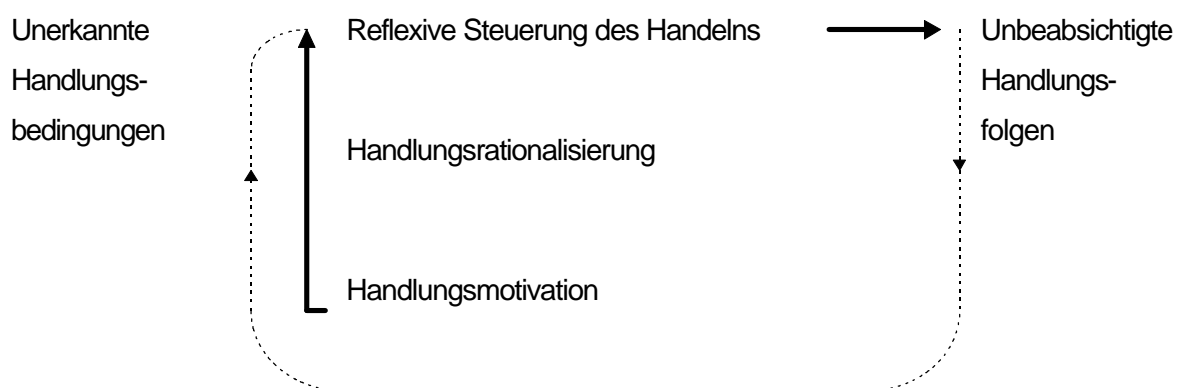 Unerkannte
Handlungs-
bedingungen
Reflexive Steuerung des Handelns
Handlungsrationalisierung
Handlungsmotivation
Unbeabsichtigte
Handlungs-
folgen